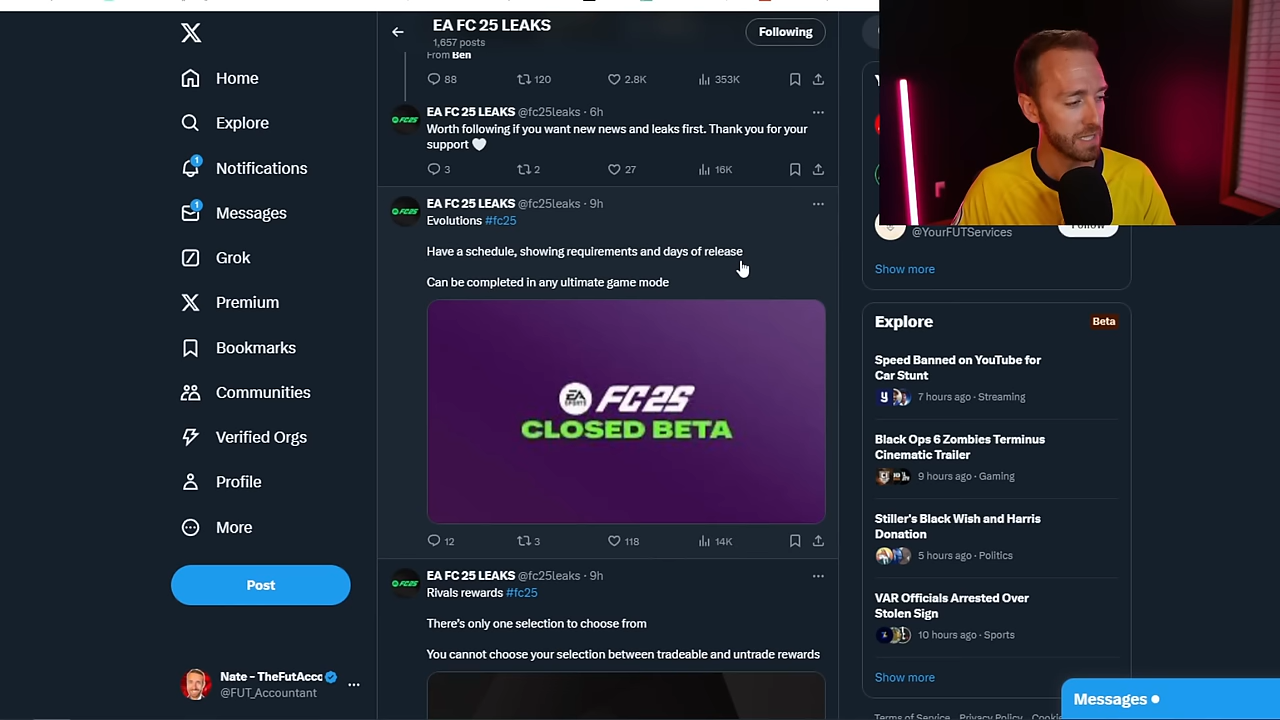 EA FC 25 LEAKS
1,657 posts
Following
Home
Explore
Notifications
Messages
Grok
Premium
Bookmarks
Communities
Verified Orgs
Profile
More
Post
Nate - TheFutAcc
@FUT_Accountant
From Ben
88 120 2.8K 353K
EA FC 25 LEAKS @fc25leaks · 6h
Worth following if you want new news and leaks first. Thank you for your
support 🤍
3 2 27 16K
EA FC 25 LEAKS @fc25leaks · 9h
Evolutions #fc25
Have a schedule, showing requirements and days of release
Can be completed in any ultimate game mode
EA SPORTS FC25
CLOSED BETA
12 3 118 14K
EA FC 25 LEAKS @fc25leaks · 9h
Rivals rewards #fc25
There's only one selection to choose from
You cannot choose your selection between tradeable and untrade rewards
@YourFUTServices
Follow
Show more
Explore
Beta
Speed Banned on YouTube for
Car Stunt
7 hours ago · Streaming
Black Ops 6 Zombies Terminus
Cinematic Trailer
9 hours ago · Gaming
Stiller's Black Wish and Harris
Donation
5 hours ago · Politics
VAR Officials Arrested Over
Stolen Sign
10 hours ago · Sports
Show more
Terms of Service Privacy Policy
Messages